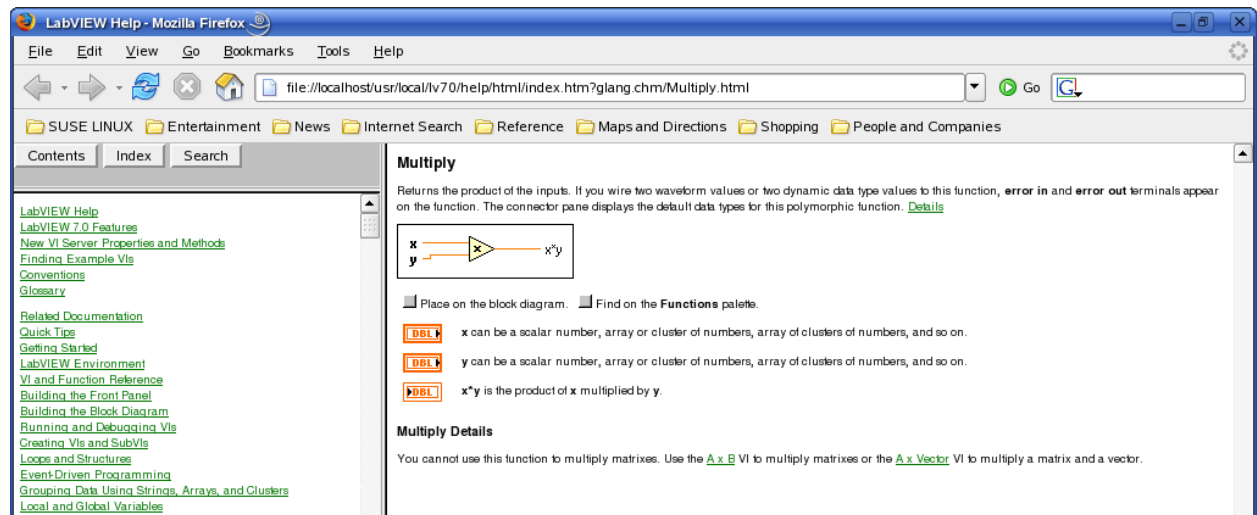 LabVIEW Help - Mozilla Firefox
File Edit View Go Bookmarks Tools Help
file://localhost/usr/local/lv70/help/html/index.htm?glang.chm/Multiply.html
Go
G
SUSE LINUX Entertainment News Internet Search Reference Maps and Directions Shopping People and Companies
Contents Index Search
LabVIEW Help
LabVIEW 7.0 Features
New VI Server Properties and Methods
Finding Example VIs
Conventions
Glossary
Related Documentation
Quick Tips
Getting Started
LabVIEW Environment
VI and Function Reference
Building the Front Panel
Building the Block Diagram
Running and Debugging VIs
Creating VIs and SubVIs
Loops and Structures
Event-Driven Programming
Grouping Data Using Strings, Arrays, and Clusters
Local and Global Variables
Multiply
Returns the product of the inputs. If you wire two waveform values or two dynamic data type values to this function, error in and error out terminals appear
on the function. The connector pane displays the default data types for this polymorphic function. Details
x
y
x
x*y
Place on the block diagram. Find on the Functions palette.
DBL x can be a scalar number, array or cluster of numbers, array of clusters of numbers, and so on.
DBL y can be a scalar number, array or cluster of numbers, array of clusters of numbers, and so on.
DBL x*y is the product of x multiplied by y.
Multiply Details
You cannot use this function to multiply matrixes. Use the A x B VI to multiply matrixes or the A x Vector VI to multiply a matrix and a vector.